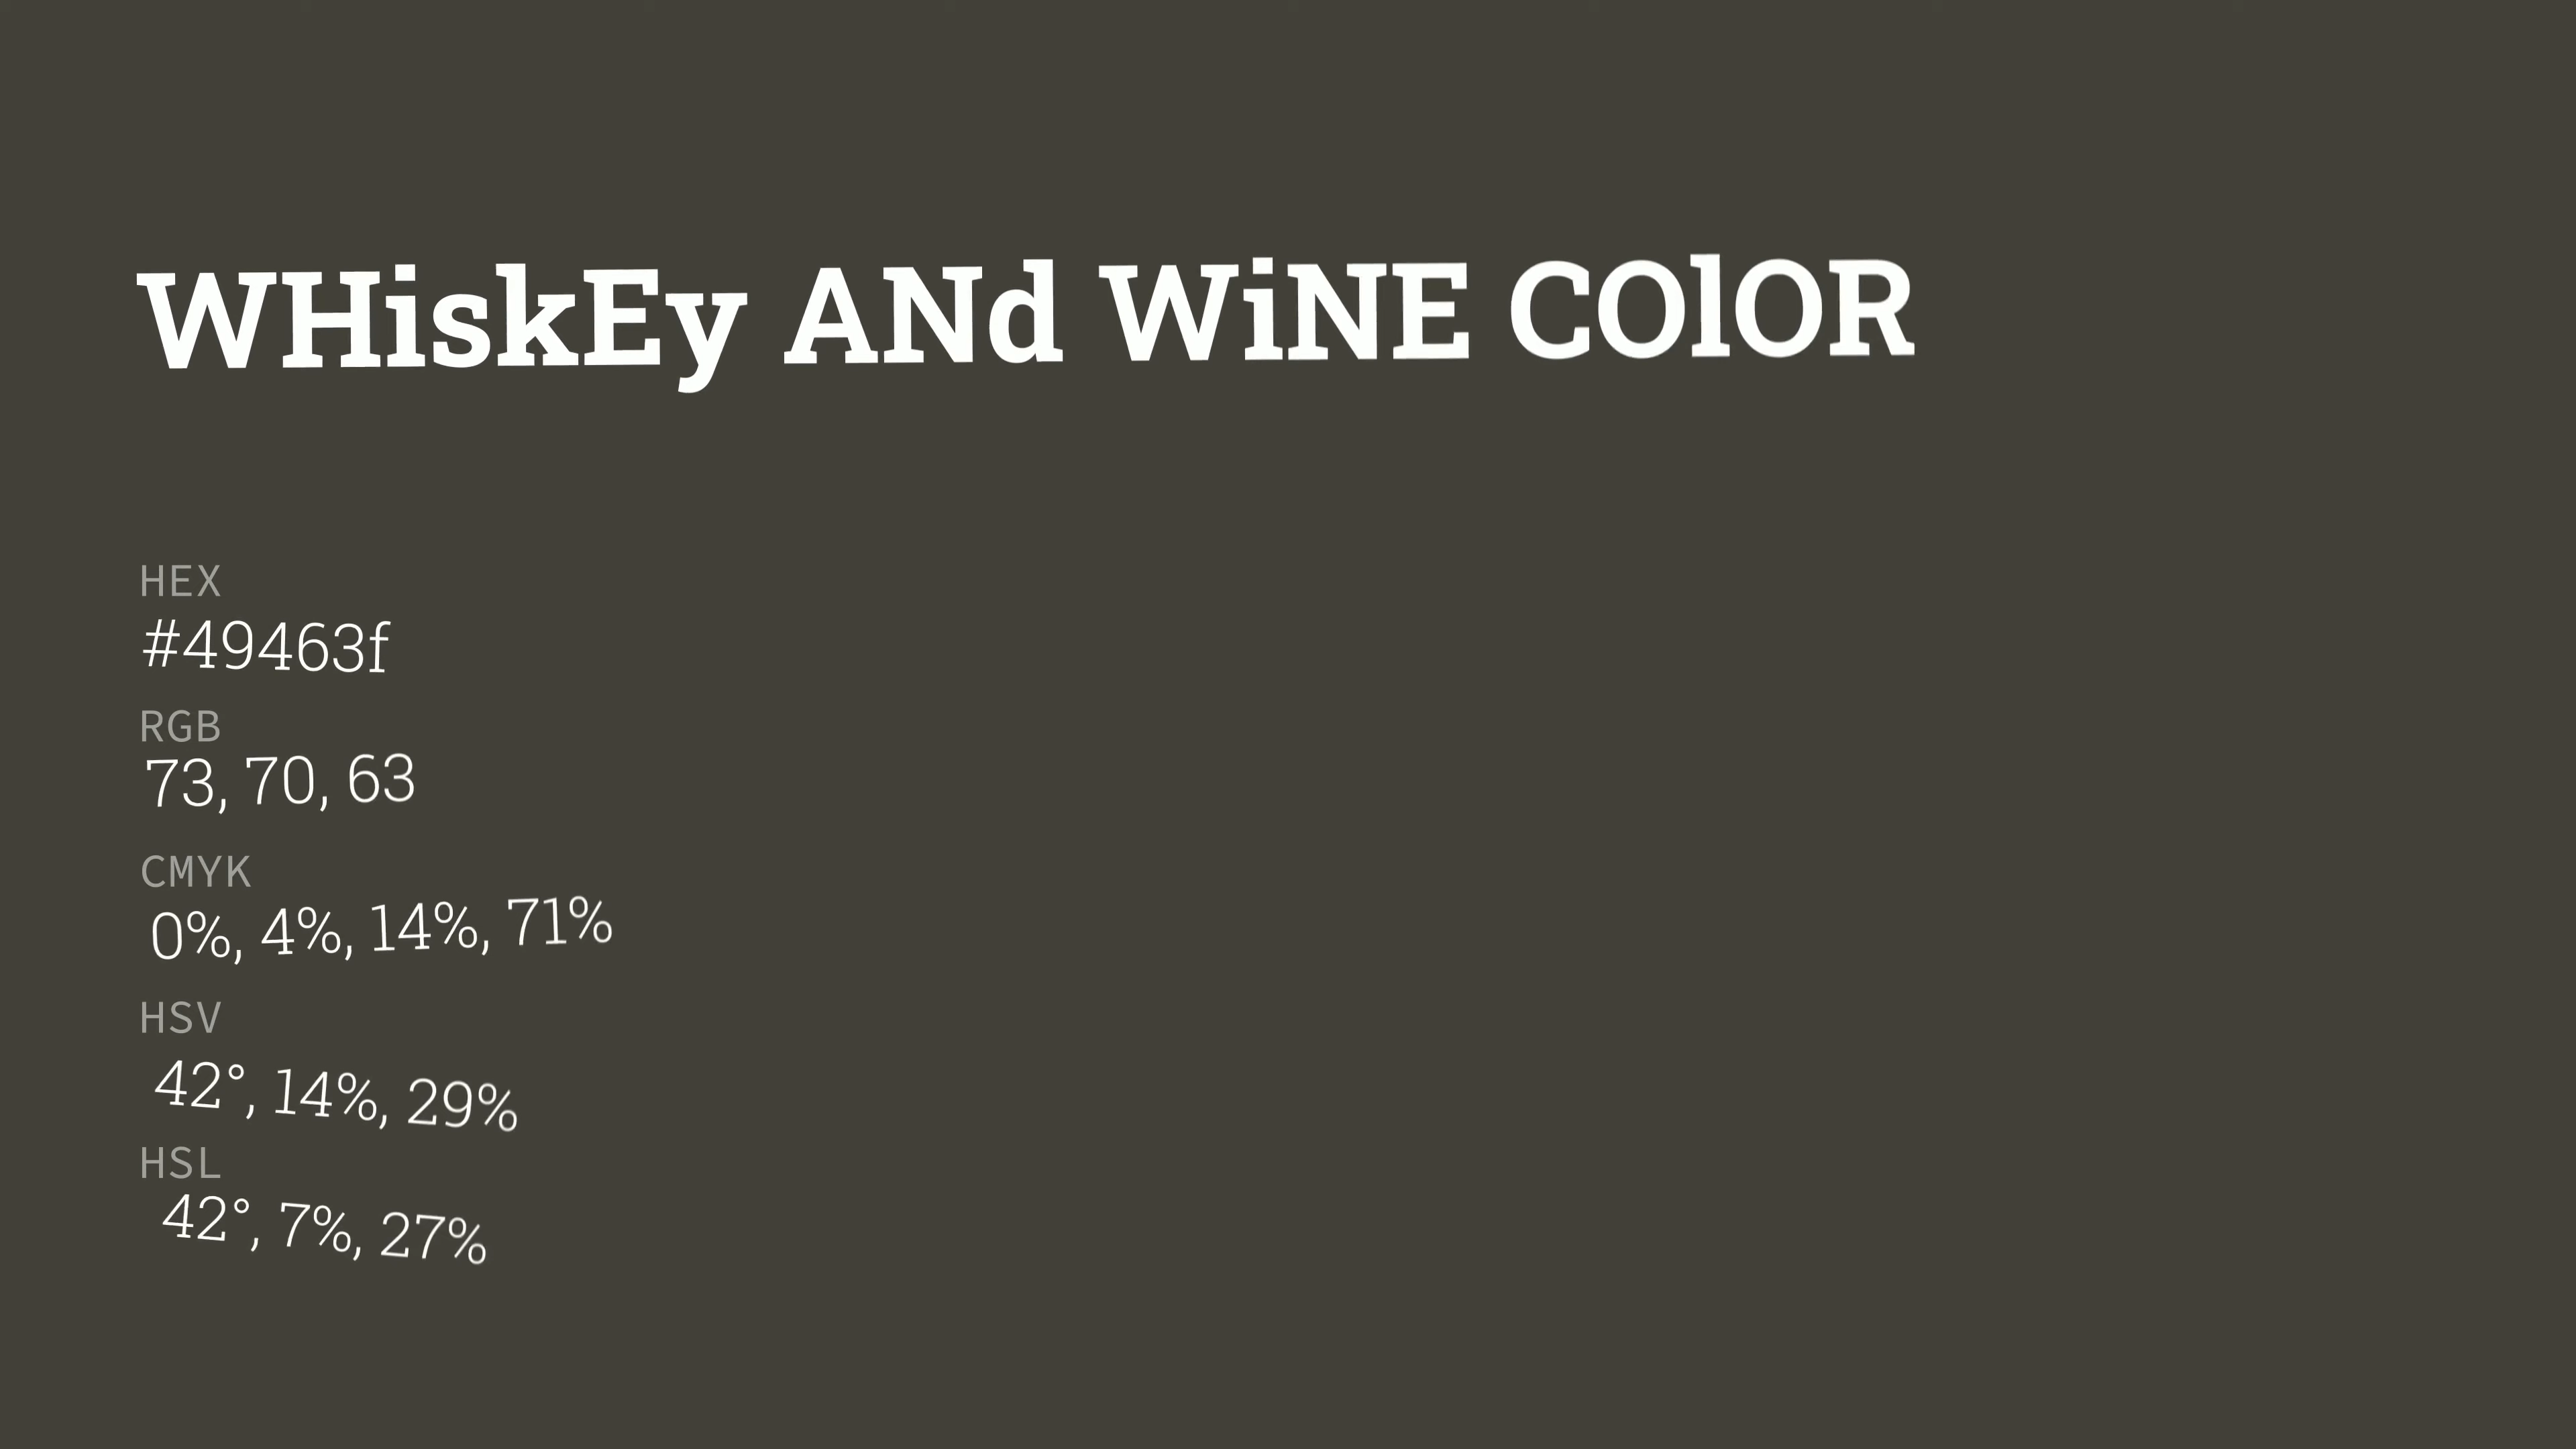 WHiskEy ANd WiNE COlOR
HEX
#49463f
RGB
73, 70, 63
CMYK
0%, 4%, 14%, 71%
HSV
42°, 14%, 29%
HSL
42°, 7%, 27%